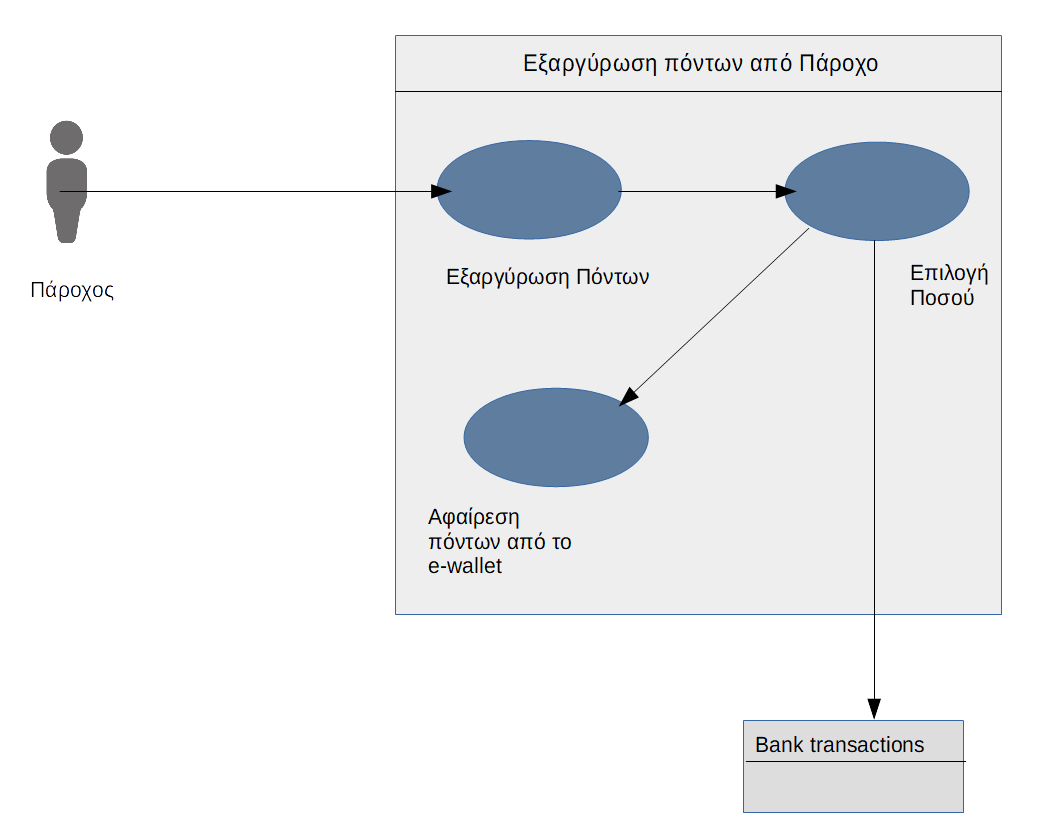 Εξαργύρωση πόντων από Πάροχο
Πάροχος
Εξαργύρωση Πόντων
Επιλογή
Ποσού
Αφαίρεση
πόντων από το
e-wallet
Bank transactions